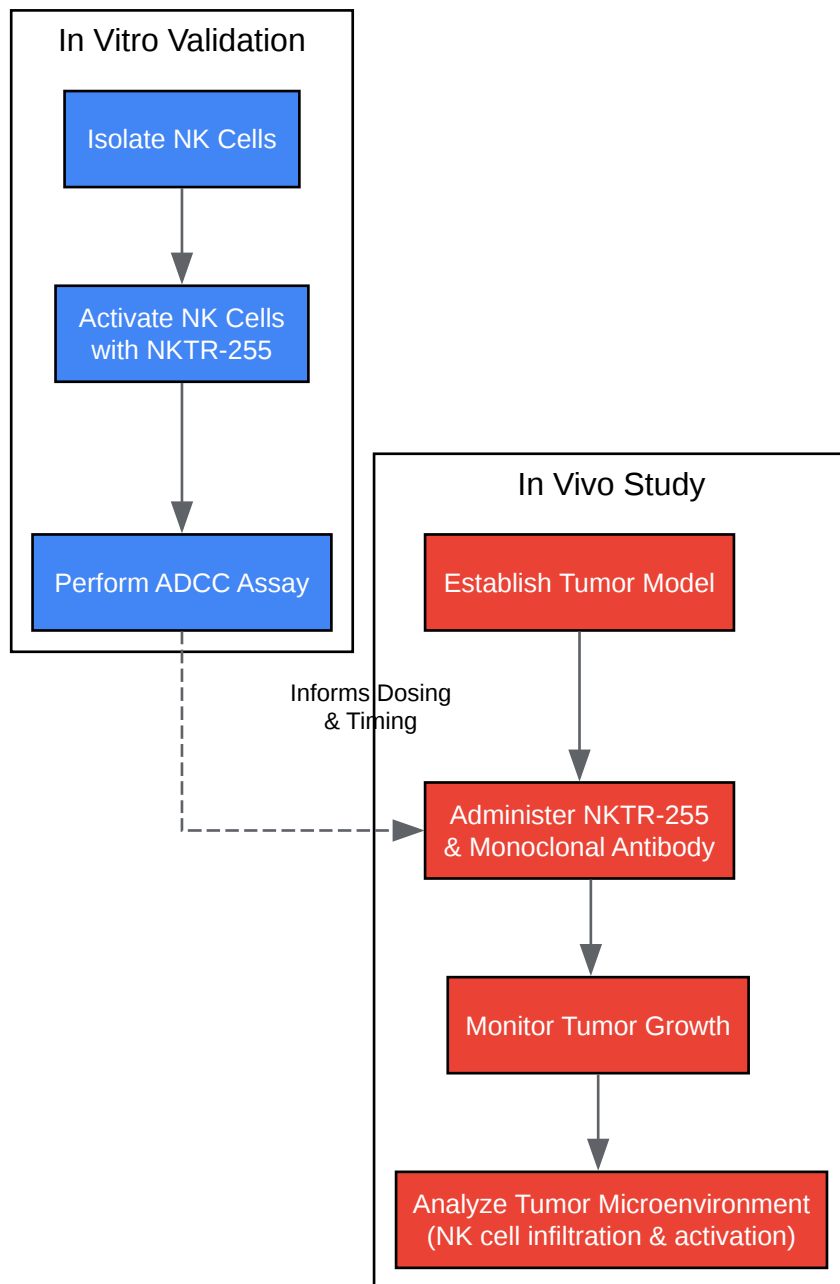 In Vitro Validation
Isolate NK Cells
Activate NK Cells
with NKTR-255
Perform ADCC Assay
Informs Dosing
& Timing
In Vivo Study
Establish Tumor Model
Administer NKTR-255
& Monoclonal Antibody
Monitor Tumor Growth
Analyze Tumor Microenvironment
(NK cell infiltration & activation)